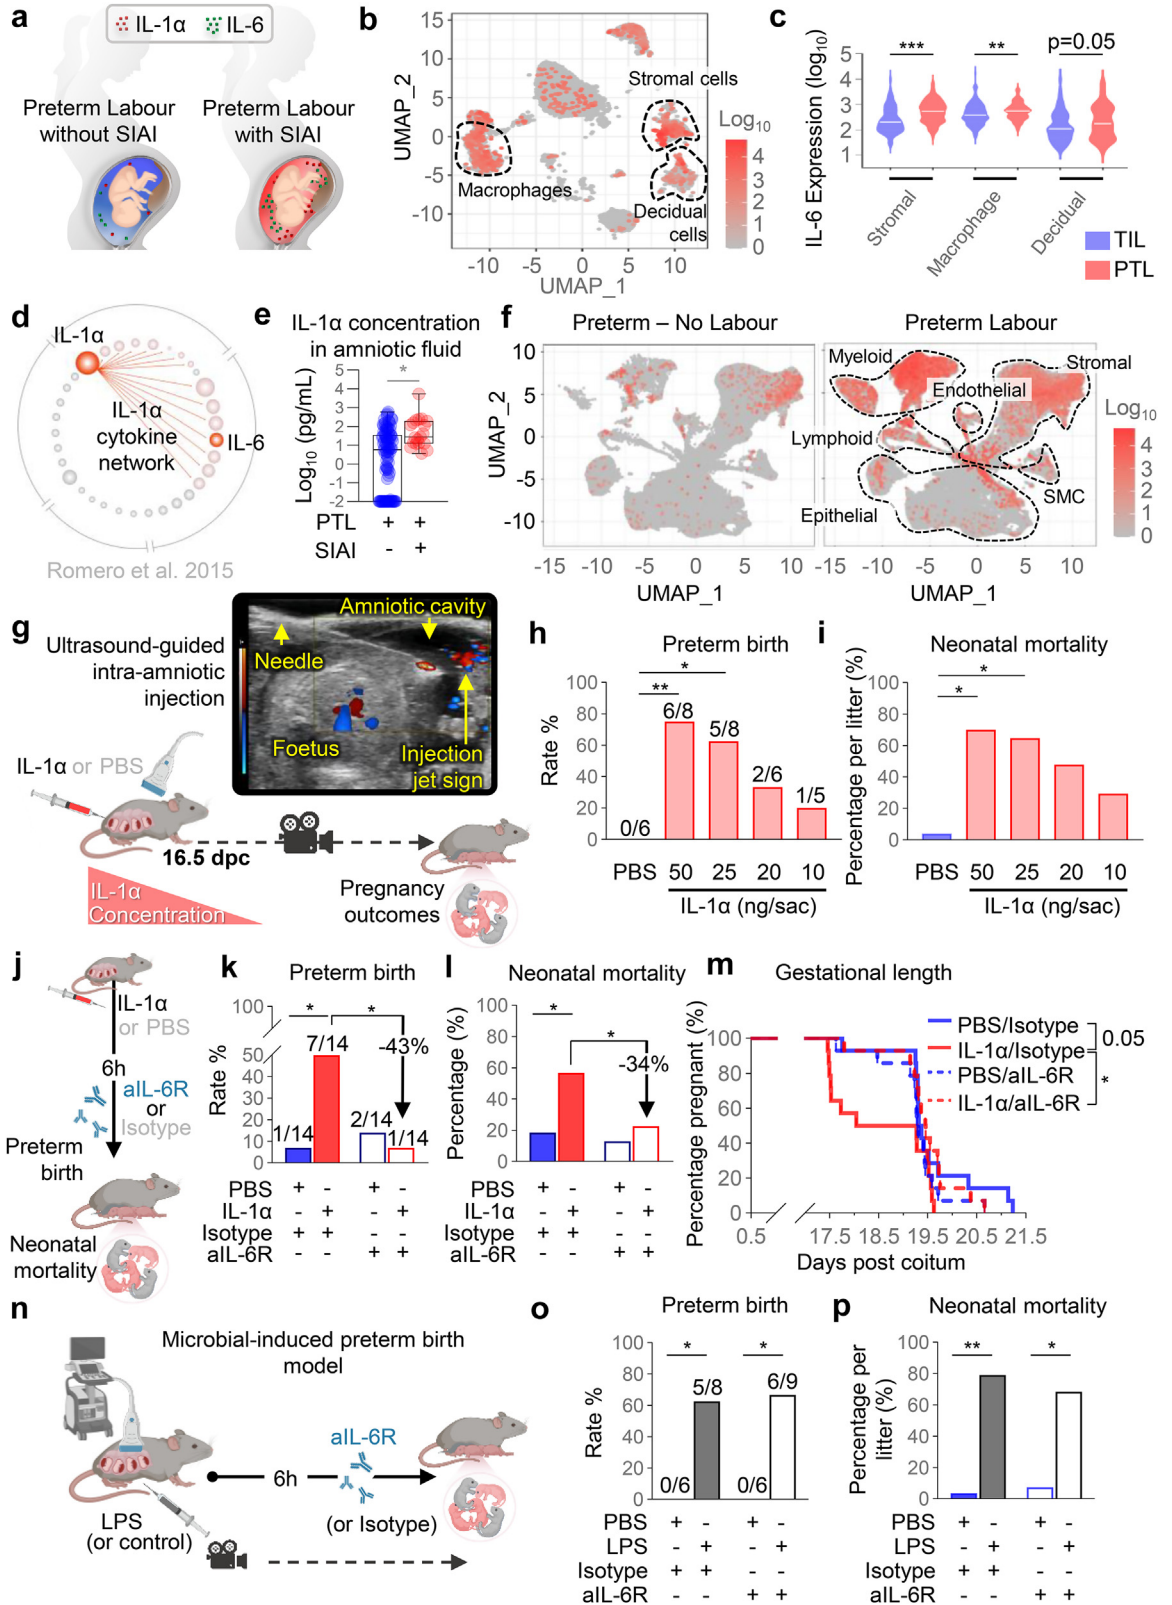 a
IL-1α IL-6
Preterm Labour
without SIAI
Preterm Labour
with SIAI
b
15
10
5
0
-5
-10
UMAP_2
Stromal cells
Macrophages
Decidual
cells
Log10
4
3
2
1
0
-10 -5 0 5 10
UMAP_1
c
IL-6 Expression (log10)
5
4
3
2
1
***
**
p=0.05
Stromal
Macrophage
Decidual
TIL
PTL
d
IL-1α
IL-1α
cytokine
network
IL-6
Romero et al. 2015
e
IL-1α concentration
in amniotic fluid
Log10 (pg/mL)
5
4
3
2
1
0
-1
-2
*
PTL + +
SIAI - +
f
Preterm – No Labour
Preterm Labour
UMAP_2
10
5
0
-5
-10
Myeloid
Stromal
Endothelial
Lymphoid
SMC
Epithelial
Log10
4
3
2
1
0
-15 -10 -5 0 5 10
-15 -10 -5 0 5 10
UMAP_1
UMAP_1
g
Ultrasound-guided
intra-amniotic
injection
Amniotic cavity
Needle
Foetus
Injection
jet sign
IL-1α or PBS
16.5 dpc
IL-1α
Concentration
Pregnancy
outcomes
h
Preterm birth
Rate %
100
80
60
40
20
0
*
**
0/6
6/8
5/8
2/6
1/5
PBS 50 25 20 10
IL-1α (ng/sac)
i
Neonatal mortality
Percentage per litter (%)
100
80
60
40
20
0
*
*
PBS 50 25 20 10
IL-1α (ng/sac)
j
IL-1α
or PBS
6h
aIL-6R
or
Isotype
Preterm
birth
Neonatal
mortality
k
Preterm birth
Rate %
100
50
40
30
20
10
0
*
*
1/14
7/14
2/14
1/14
-43%
PBS + - + -
IL-1α - + - +
Isotype + + - -
aIL-6R - - + +
l
Neonatal mortality
Percentage (%)
100
80
60
40
20
0
*
*
-34%
+ - + -
- + - +
+ + - -
- - + +
m
Gestational length
Percentage pregnant (%)
100
80
60
40
20
0
PBS/Isotype
IL-1α/Isotype
PBS/aIL-6R
IL-1α/aIL-6R
0.05
*
0.5 17.5 18.5 19.5 20.5 21.5
Days post coitum
n
Microbial-induced preterm birth
model
aIL-6R
6h
(or Isotype)
LPS
(or control)
o
Preterm birth
Rate %
100
80
60
40
20
0
*
*
0/6
5/8
0/6
6/9
PBS + - + -
LPS - + - +
Isotype + + - -
aIL-6R - - + +
p
Neonatal mortality
Percentage per
litter (%)
100
80
60
40
20
0
**
*
PBS + - + -
LPS - + - +
Isotype + + - -
aIL-6R - - + +